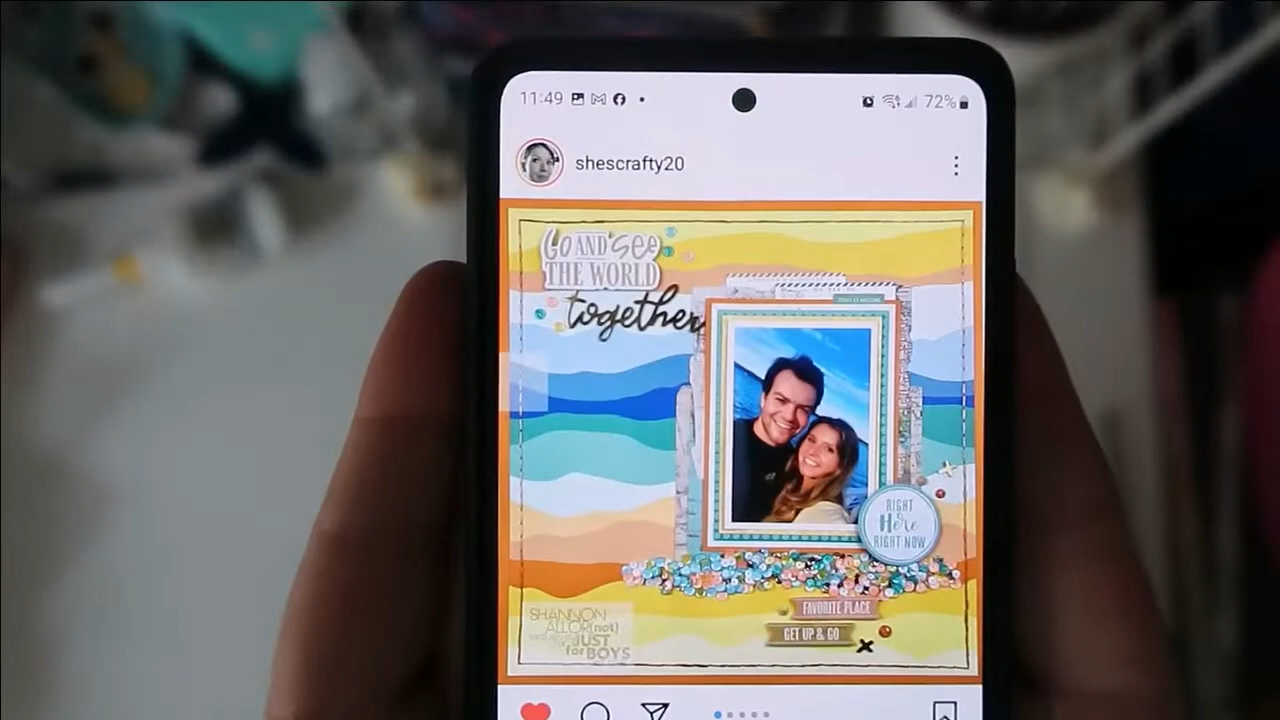 11:49
72%
shescrafty20
GO AND See
THE WORLD
together
RIGHT
Here
RIGHT NOW
FAVORITE PLACE
GET UP & GO
SHANNON
ALLOR(not)
JUST
for BOYS